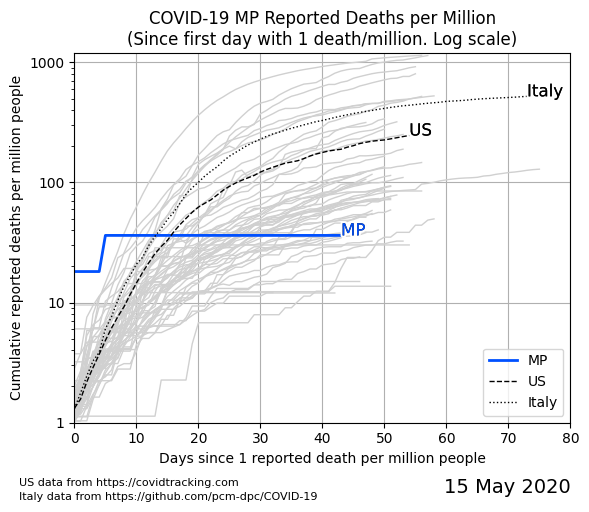 COVID-19 MP Reported Deaths per Million
(Since first day with 1 death/million. Log scale)
Cumulative reported deaths per million people
1000
100
10
1
Italy
US
MP
MP
US
Italy
0 10 20 30 40 50 60 70 80
Days since 1 reported death per million people
US data from https://covidtracking.com
Italy data from https://github.com/pcm-dpc/COVID-19
15 May 2020